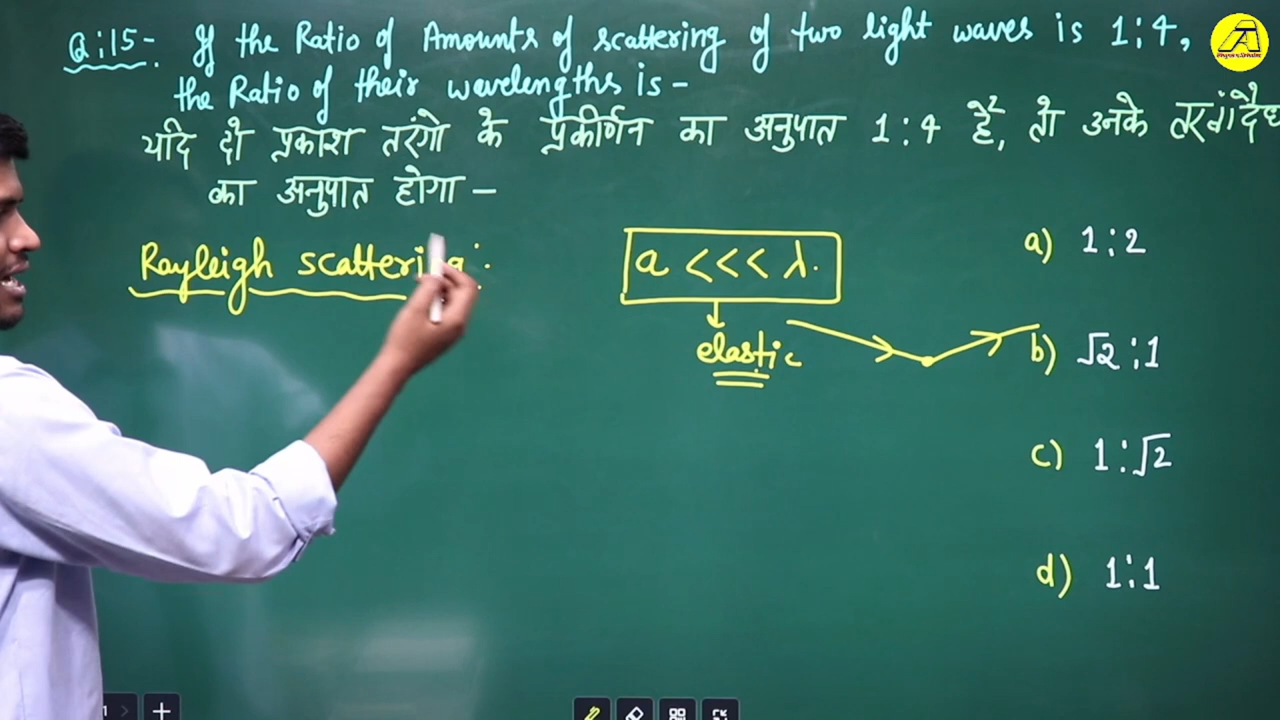 Q:15-. If the Ratio of Amounts of scattering of two light waves is 1:4,
the Ratio of their wavelengths is-
यदि दो प्रकाश तरंगो के प्रकीर्णन का अनुपात 1:4 है, तो उनके
का अनुपात होगा-
Rayleigh scattering:
a <<< λ.
elastic
a) 1:2
b) √2:1
c) 1:√2
d) 1:1
1